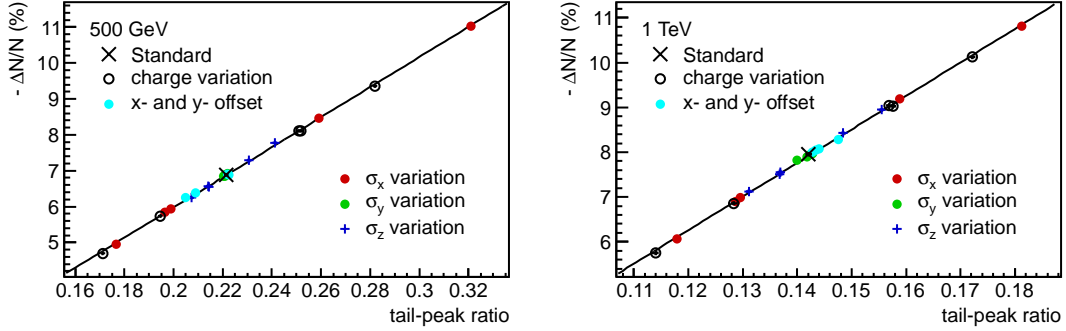 - ΔN/N (%)
11
10
9
8
7
6
5
500 GeV
Standard
charge variation
x- and y- offset
σx variation
σy variation
σz variation
0.16 0.18 0.2 0.22 0.24 0.26 0.28 0.3 0.32
tail-peak ratio
- ΔN/N (%)
11
10
9
8
7
6
1 TeV
Standard
charge variation
x- and y- offset
σx variation
σy variation
σz variation
0.11 0.12 0.13 0.14 0.15 0.16 0.17 0.18
tail-peak ratio